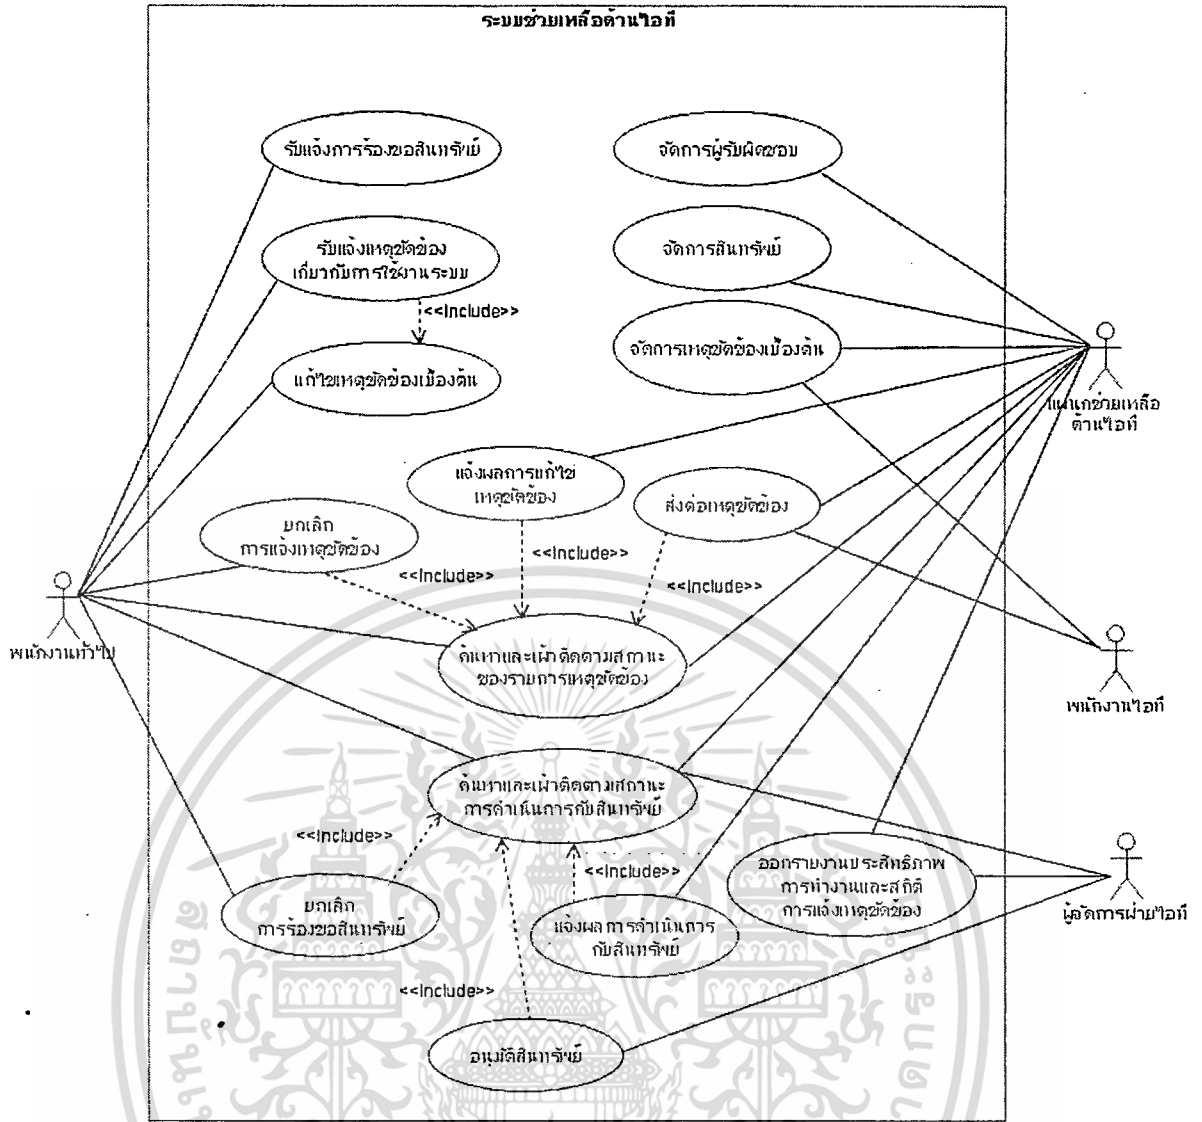 ระบบช่วยเหลือด้านไอที
รับแจ้งการร้องขอสินทรัพย์
จัดการผู้รับผิดชอบ
รับแจ้งเหตุขัดข้อง
เกี่ยวกับการใช้งานระบบ
จัดการสินทรัพย์
<<Include>>
จัดการเหตุขัดข้องเบื้องต้น
แก้ไขเหตุขัดข้องเบื้องต้น
แผนกช่วยเหลือ
ด้านไอที
แจ้งผลการแก้ไข
เหตุขัดข้อง
ส่งต่อเหตุขัดข้อง
ยกเลิก
การแจ้งเหตุขัดข้อง
<<Include>>
<<Include>>
<<Include>>
พนักงานทั่วไป
ค้นหาและเฝ้าติดตามสถานะ
ของรายการเหตุขัดข้อง
พนักงานไอที
ค้นหาและเฝ้าติดตามสถานะ
การดำเนินการกับสินทรัพย์
<<Include>>
<<Include>>
ออกรายงานประสิทธิภาพ
การทำงานและสถิติ
การแจ้งเหตุขัดข้อง
ผู้จัดการฝ่ายไอที
ยกเลิก
การร้องขอสินทรัพย์
แจ้งผลการดำเนินการ
กับสินทรัพย์
<<Include>>
อนุมัติสินทรัพย์